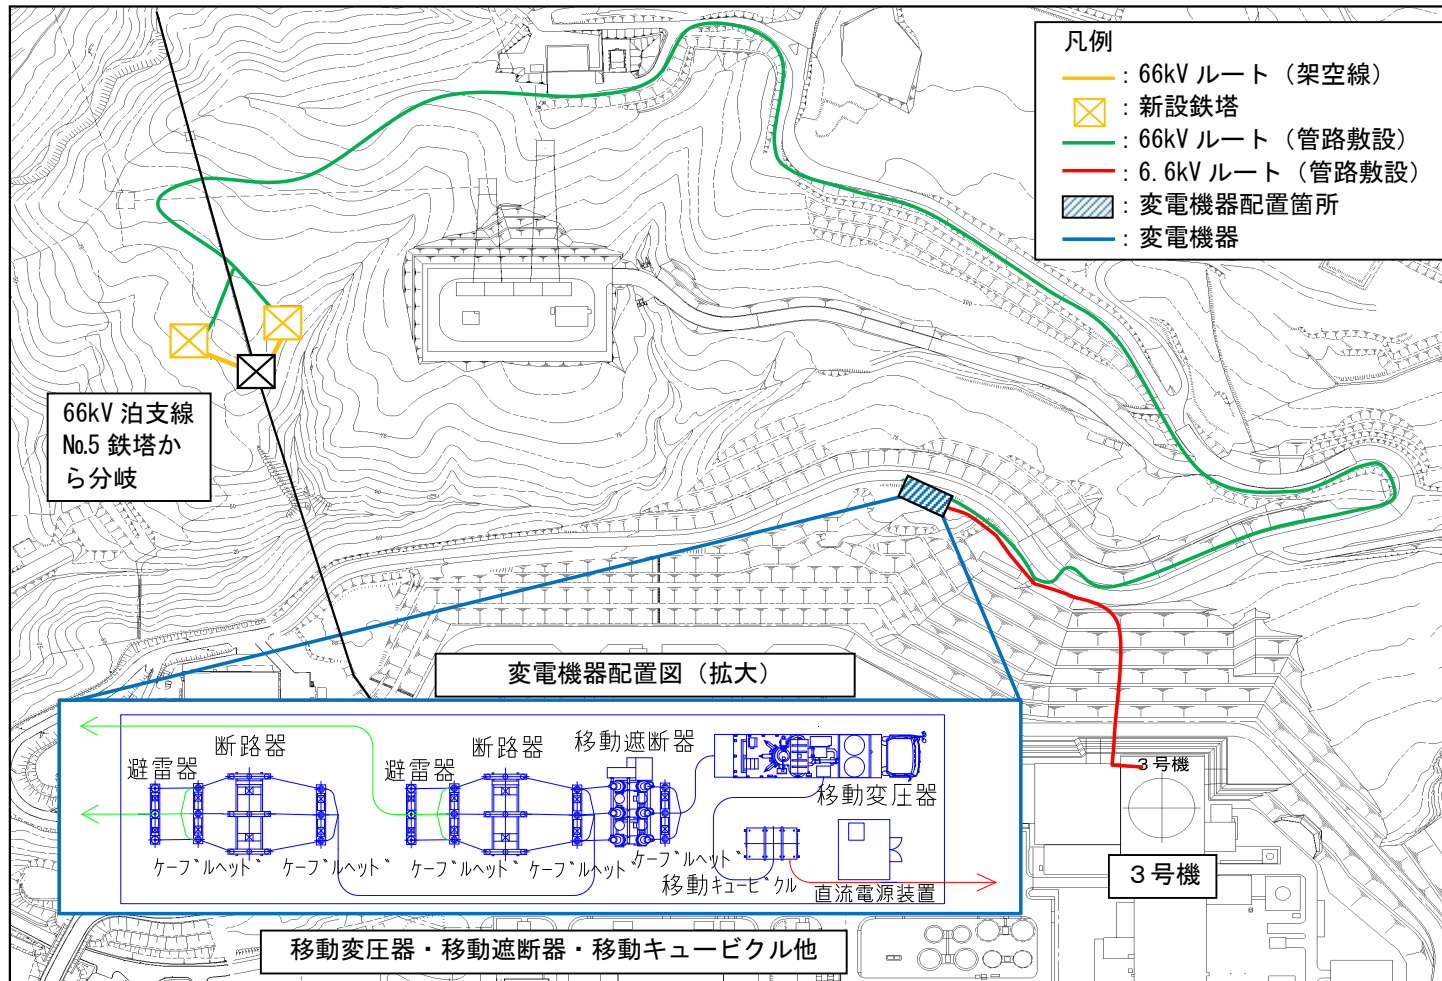 凡例
: 66kV ルート（架空線）
: 新設鉄塔
: 66kV ルート（管路敷設）
: 6.6kV ルート（管路敷設）
: 変電機器配置箇所
: 変電機器
66kV 泊支線
No.5 鉄塔か
ら分岐
変電機器配置図（拡大）
断路器
断路器
移動遮断器
避雷器
避雷器
移動変圧器
ケーブルヘッド
ケーブルヘッド
ケーブルヘッド
ケーブルヘッド
ケーブルヘッド
移動キュービクル
直流電源装置
3号機
３号機
移動変圧器・移動遮断器・移動キュービクル他